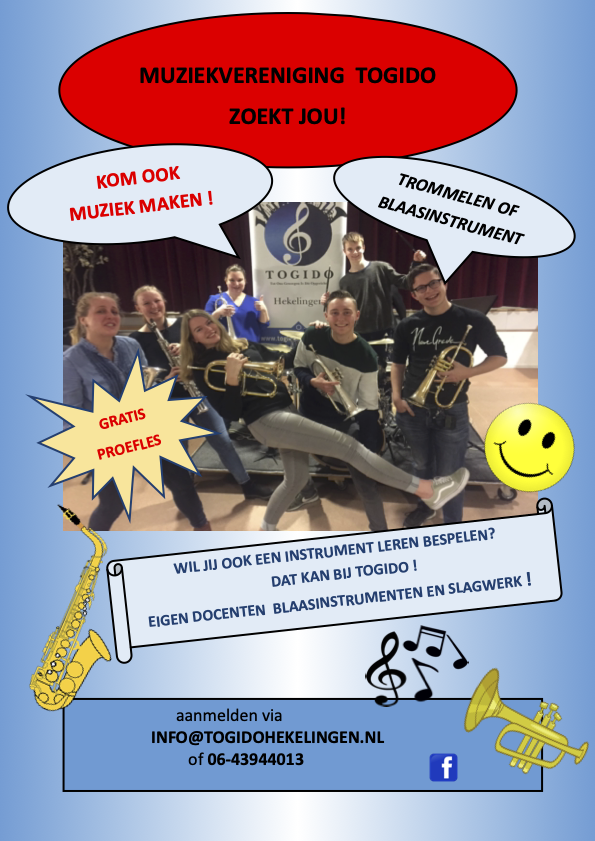 MUZIEKVERENIGING TOGIDO
ZOEKT JOU!
KOM OOK
MUZIEK MAKEN !
TROMMELEN OF
BLAASINSTRUMENT
TOGIDO
Hekelingen
GRATIS
PROEFLES
WIL JIJ OOK EEN INSTRUMENT LEREN BESPELEN?
DAT KAN BIJ TOGIDO !
EIGEN DOCENTEN BLAASINSTRUMENTEN EN SLAGWERK !
aanmelden via
INFO@TOGIDOHEKELINGEN.NL
of 06-43944013
f